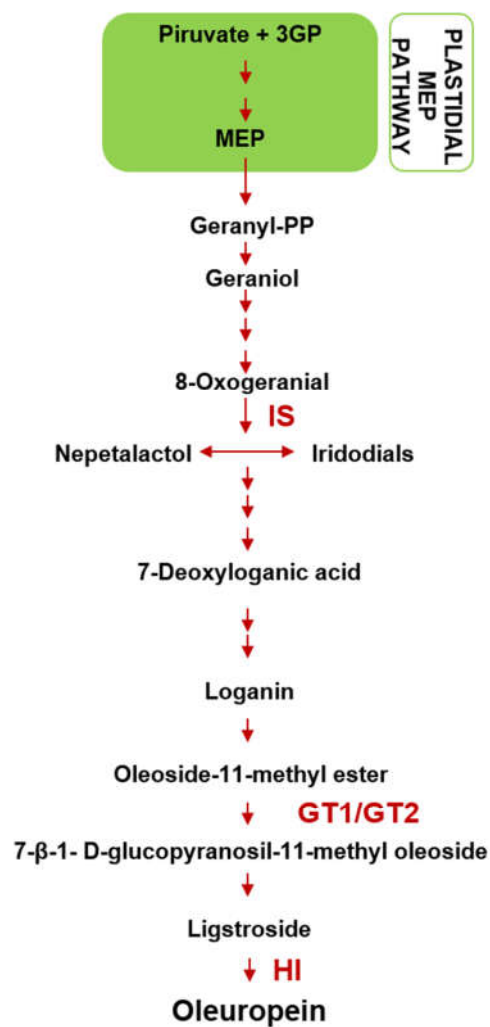 Piruvate + 3GP
MEP
PLASTIDIAL
MEP
PATHWAY
Geranyl-PP
Geraniol
8-Oxogeranial
IS
Nepetalactol
Iridodials
7-Deoxyloganic acid
Loganin
Oleoside-11-methyl ester
GT1/GT2
7-β-1- D-glucopyranosil-11-methyl oleoside
Ligstroside
HI
Oleuropein